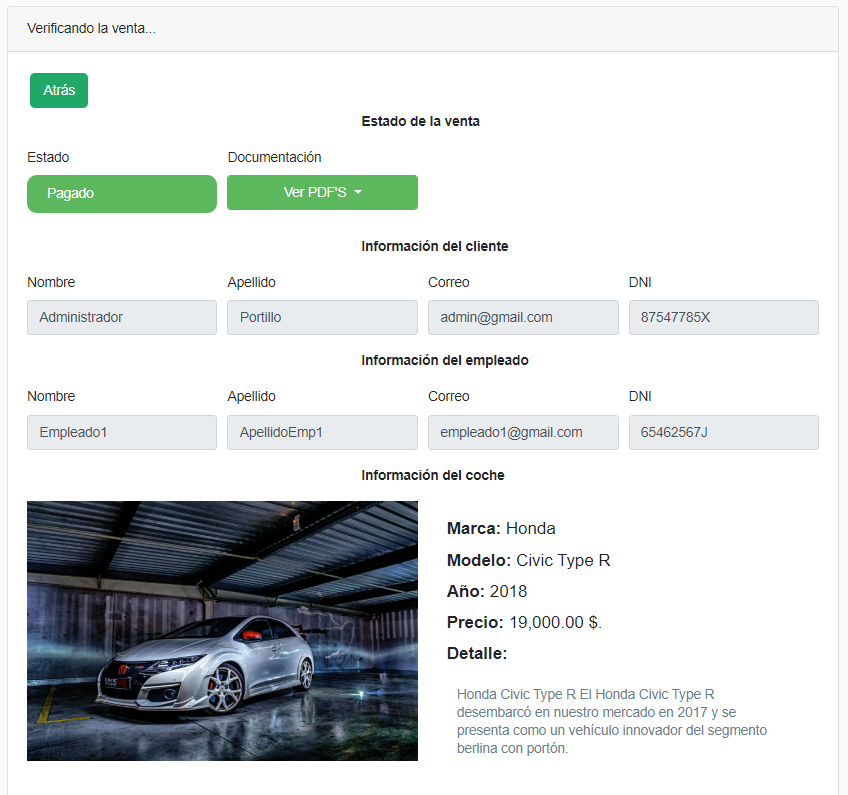 Verificando la venta...
Atrás
Estado de la venta
Estado Documentación
Pagado Ver PDF'S
Información del cliente
Nombre Apellido Correo DNI
Administrador Portillo admin@gmail.com 87547785X
Información del empleado
Nombre Apellido Correo DNI
Empleado1 ApellidoEmp1 empleado1@gmail.com 65462567J
Información del coche
Marca: Honda
Modelo: Civic Type R
Año: 2018
Precio: 19,000.00 $.
Detalle:
Honda Civic Type R El Honda Civic Type R
desembarcó en nuestro mercado en 2017 y se
presenta como un vehículo innovador del segmento
berlina con portón.